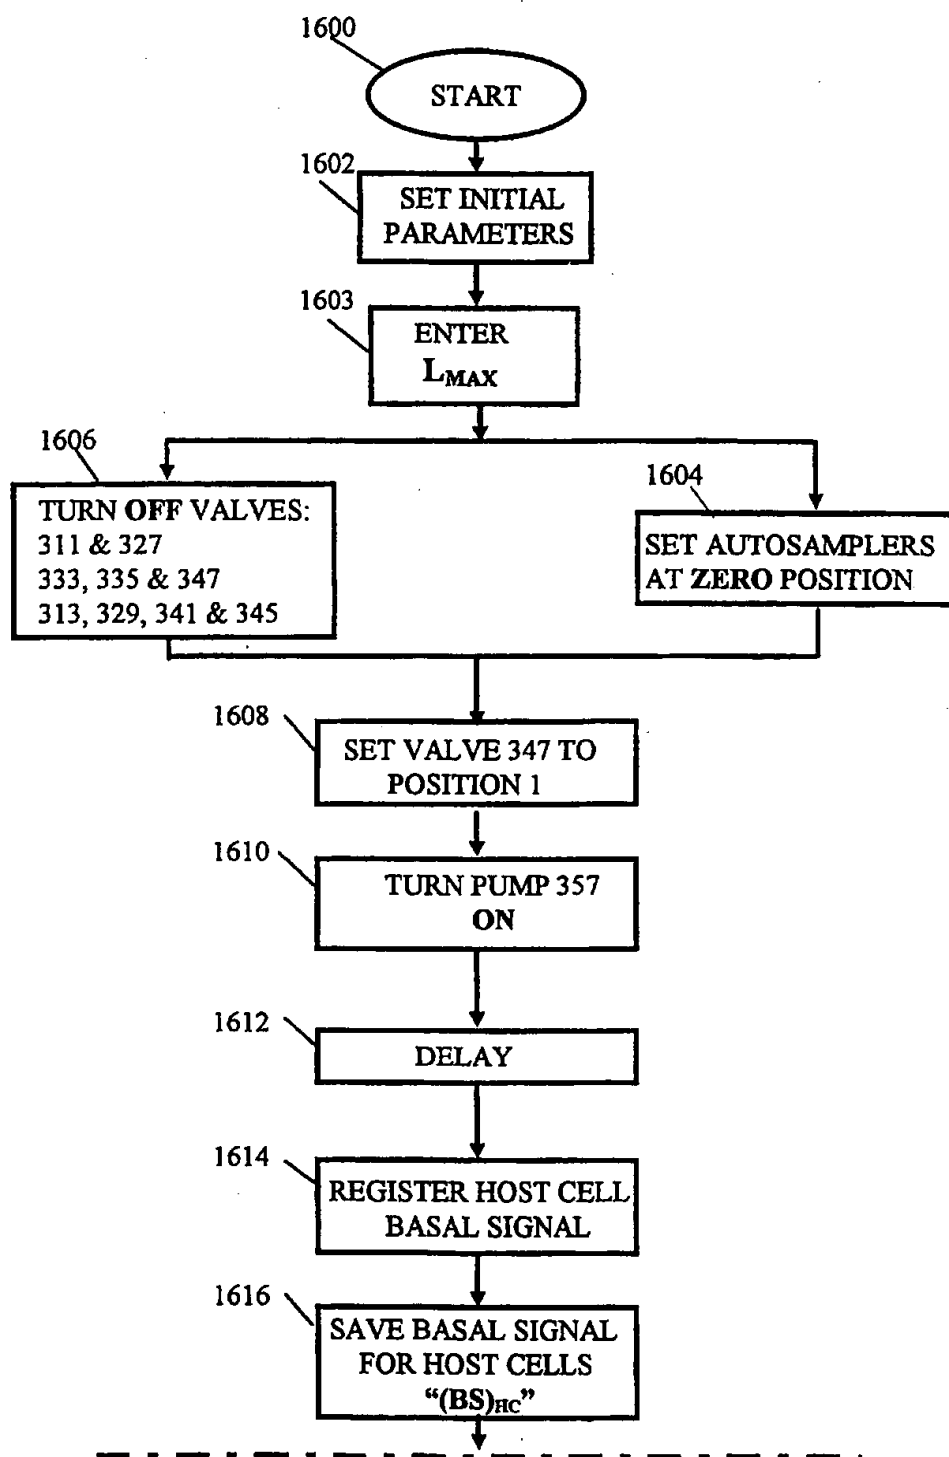 1600
START
1602
SET INITIAL
PARAMETERS
1603
ENTER
LMAX
1606
TURN OFF VALVES:
311 & 327
333, 335 & 347
313, 329, 341 & 345
1604
SET AUTOSAMPLERS
AT ZERO POSITION
1608
SET VALVE 347 TO
POSITION 1
1610
TURN PUMP 357
ON
1612
DELAY
1614
REGISTER HOST CELL
BASAL SIGNAL
1616
SAVE BASAL SIGNAL
FOR HOST CELLS
“(BS)HC”